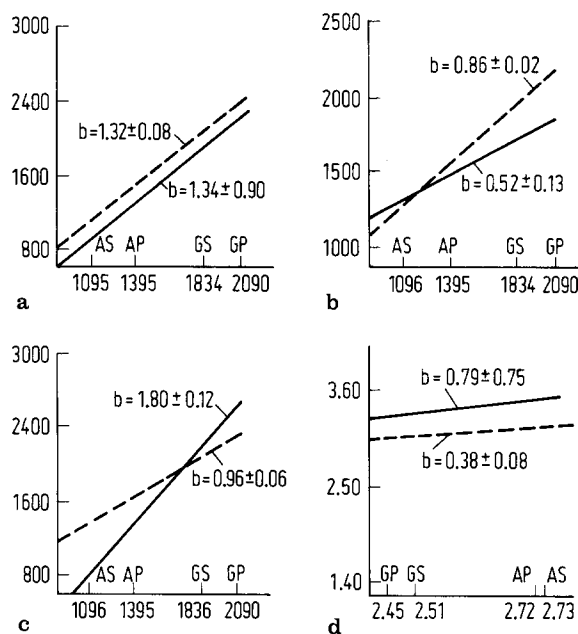 3000
2400
1600
800
b=1.32±0.08
b=1.34±0.90
AS AP GS GP
1095 1395 1834 2090
a
2500
2000
1500
1000
b=0.86±0.02
b=0.52±0.13
AS AP GS GP
1096 1395 1834 2090
b
3000
2400
1600
800
b=1.80±0.12
b=0.96±0.06
AS AP GS GP
1096 1395 1836 2090
c
3.60
2.50
1.40
b=0.79±0.75
b=0.38±0.08
GP GS AP AS
2.45 2.51 2.72 2.73
d